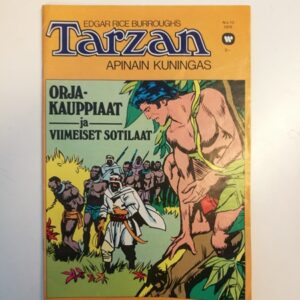 EDGAR RICE BURROUGHS
Tarzan
APINAIN KUNINGAS
ORJA-
KAUPPIAAT
ja
VIIMEISET SOTILAAT